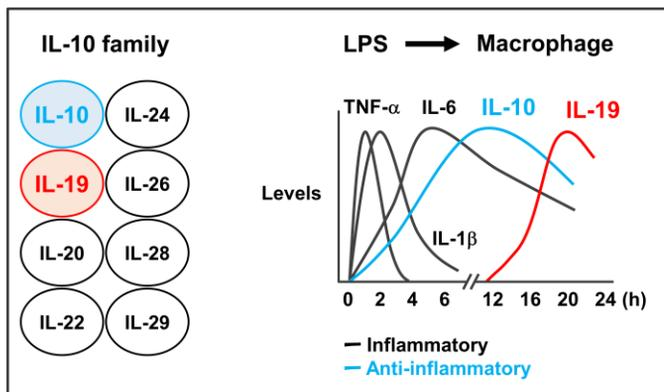 IL-10 family
IL-10
IL-24
IL-19
IL-26
IL-20
IL-28
IL-22
IL-29
LPS
Macrophage
TNF-α
IL-6
IL-10
IL-19
Levels
IL-1β
0 2 4 6 12 16 20 24 (h)
Inflammatory
Anti-inflammatory